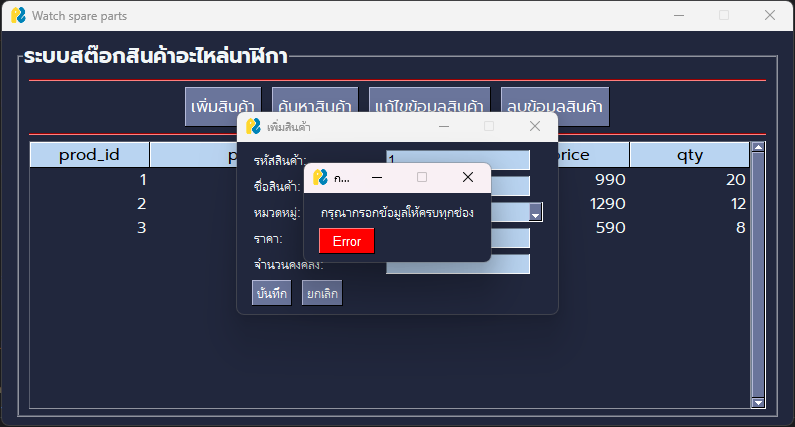 Watch spare parts
ระบบสต๊อกสินค้าอะไหล่นาฬิกา
เพิ่มสินค้า ค้นหาสินค้า แก้ไขข้อมูลสินค้า ลบข้อมูลสินค้า
เพิ่มสินค้า
prod_id qty
รหัสสินค้า: 1
ก...
1 990 20
ชื่อสินค้า:
2 1290 12
หมวดหมู่:
กรุณากรอกข้อมูลให้ครบทุกช่อง
3 590 8
ราคา:
Error
จำนวนคงคลัง:
บันทึก ยกเลิก